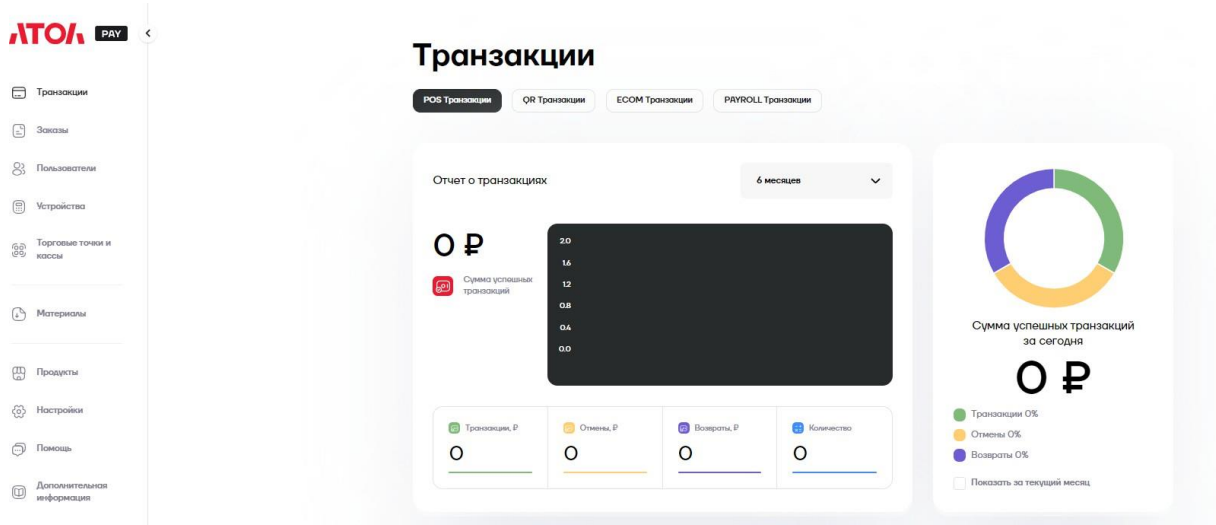 АТОЛ PAY
Транзакции
Заказы
Пользователи
Устройства
Торговые точки и
кассы
Материалы
Продукты
Настройки
Помощь
Дополнительная
информация
Транзакции
POS Транзакции QR Транзакции ECOM Транзакции PAYROLL Транзакции
Отчет о транзакциях 6 месяцев
0 ₽
Сумма успешных
транзакций
2.0
1.6
1.2
0.8
0.4
0.0
Транзакции, ₽ Отмены, ₽ Возвраты, ₽ Количество
0 0 0 0
Сумма успешных транзакций
за сегодня
0 ₽
Транзакции 0%
Отмены 0%
Возвраты 0%
Показать за текущий месяц